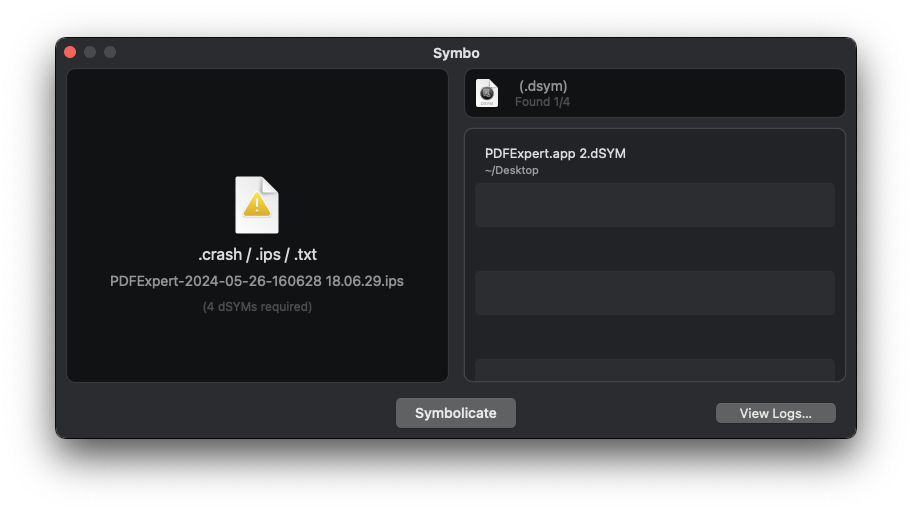 Symbo
.crash / .ips / .txt
PDFExpert-2024-05-26-160628 18.06.29.ips
(4 dSYMs required)
(.dsym)
Found 1/4
PDFExpert.app 2.dSYM
~/Desktop
Symbolicate
View Logs...